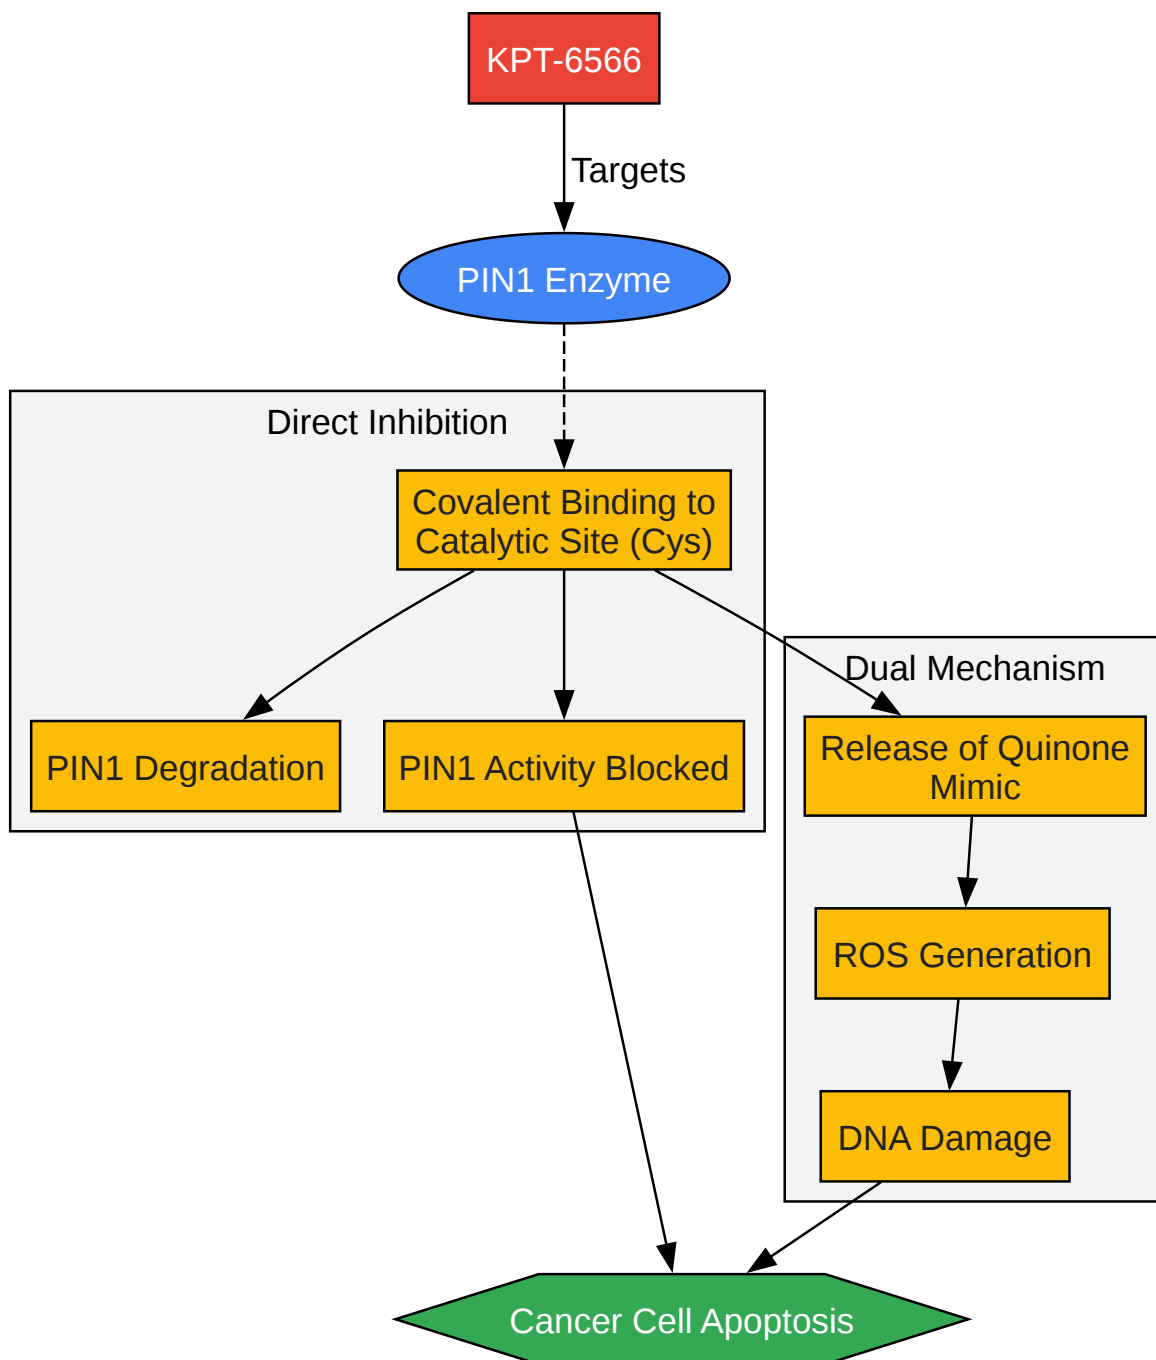 KPT-6566
Targets
PIN1 Enzyme
Direct Inhibition
Covalent Binding to
Catalytic Site (Cys)
Dual Mechanism
PIN1 Degradation
PIN1 Activity Blocked
Release of Quinone
Mimic
ROS Generation
DNA Damage
Cancer Cell Apoptosis